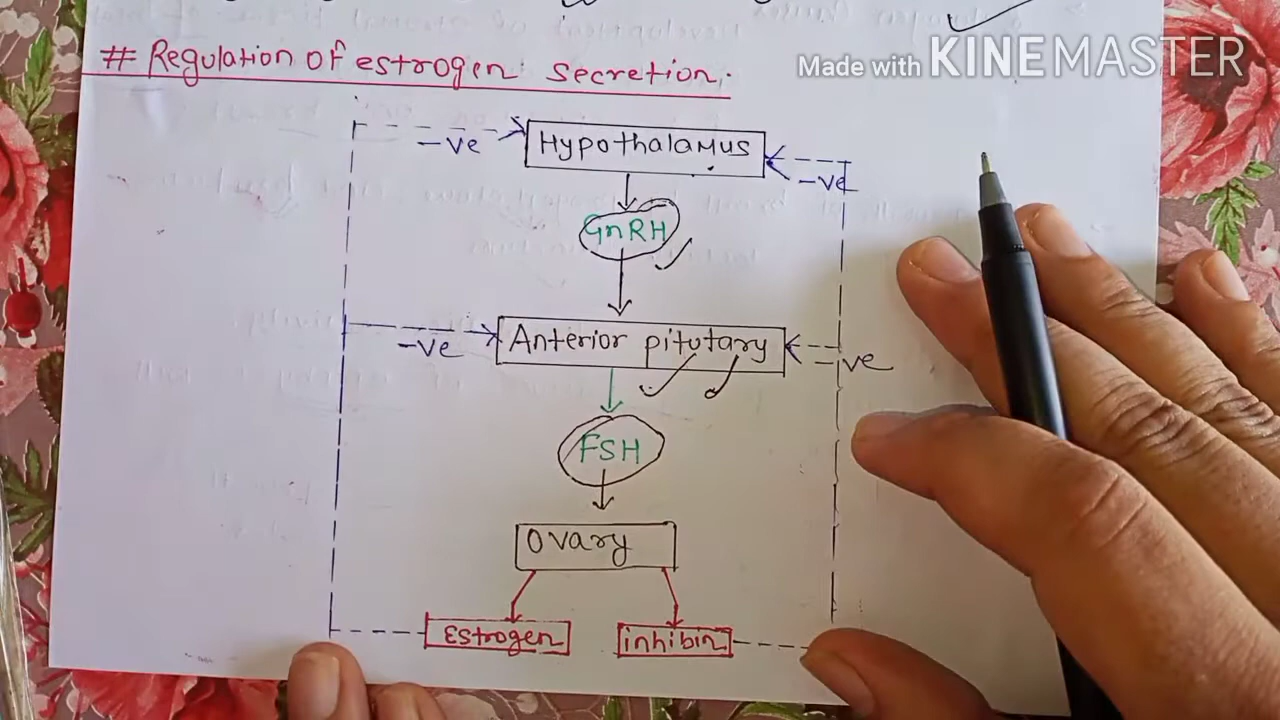 # Regulation of estrogen secretion.
Made with KINEMASTER
Hypothalamus
-ve
-ve
GnRH
Anterior pitutary
-ve
-ve
FSH
Ovary
Estrogen
inhibin